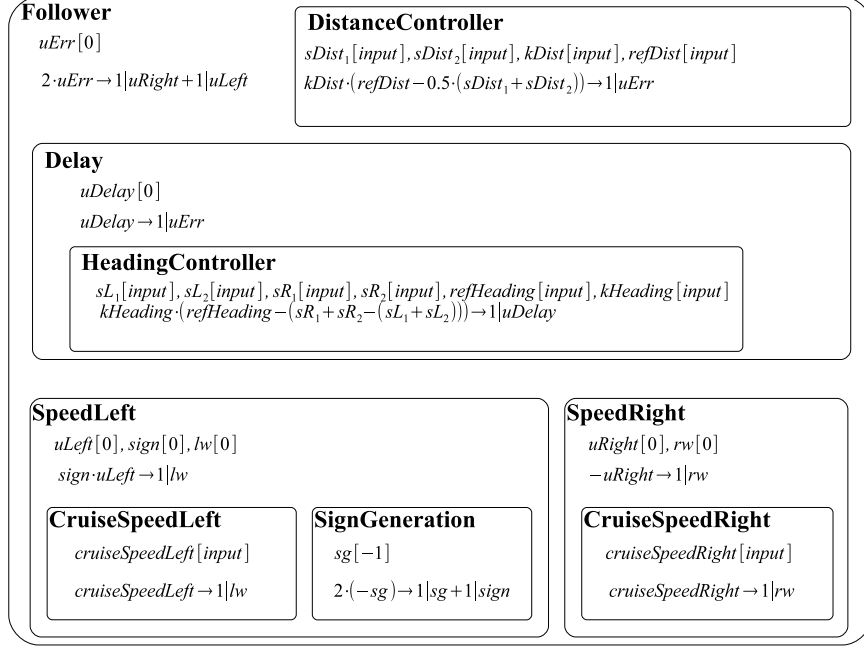 Follower
uErr[0]
2·uErr→1|uRight+1|uLeft
DistanceController
sDist₁[input], sDist₂[input], kDist[input], refDist[input]
kDist·(refDist−0.5·(sDist₁+sDist₂))→1|uErr
Delay
uDelay[0]
uDelay→1|uErr
HeadingController
sL₁[input], sL₂[input], sR₁[input], sR₂[input], refHeading[input], kHeading[input]
kHeading·(refHeading−(sR₁+sR₂−(sL₁+sL₂)))→1|uDelay
SpeedLeft
uLeft[0], sign[0], lw[0]
sign·uLeft→1|lw
CruiseSpeedLeft
cruiseSpeedLeft[input]
cruiseSpeedLeft→1|lw
SignGeneration
sg[−1]
2·(−sg)→1|sg+1|sign
SpeedRight
uRight[0], rw[0]
−uRight→1|rw
CruiseSpeedRight
cruiseSpeedRight[input]
cruiseSpeedRight→1|rw